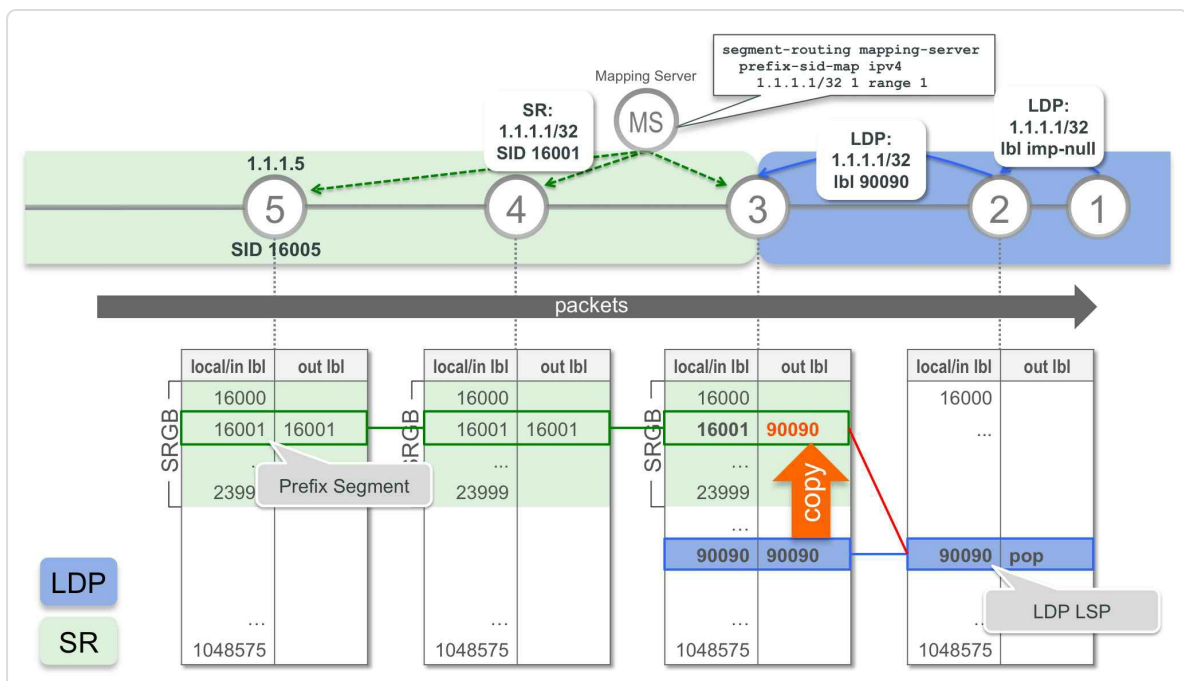 segment-routing mapping-server
prefix-sid-map ipv4
1.1.1.1/32 1 range 1
Mapping Server
MS
SR:
1.1.1.1/32
SID 16001
LDP:
1.1.1.1/32
lbl 90090
LDP:
1.1.1.1/32
lbl imp-null
1.1.1.5
5
4
3
2
1
SID 16005
packets
local/in lbl out lbl
SRGB
16000
16001 16001
...
23999
...
1048575
Prefix Segment
local/in lbl out lbl
SRGB
16000
16001 16001
...
23999
...
1048575
local/in lbl out lbl
SRGB
16000
16001 90090
...
23999
copy
...
90090 90090
...
1048575
local/in lbl out lbl
16000
...
90090 pop
LDP LSP
...
1048575
LDP
SR